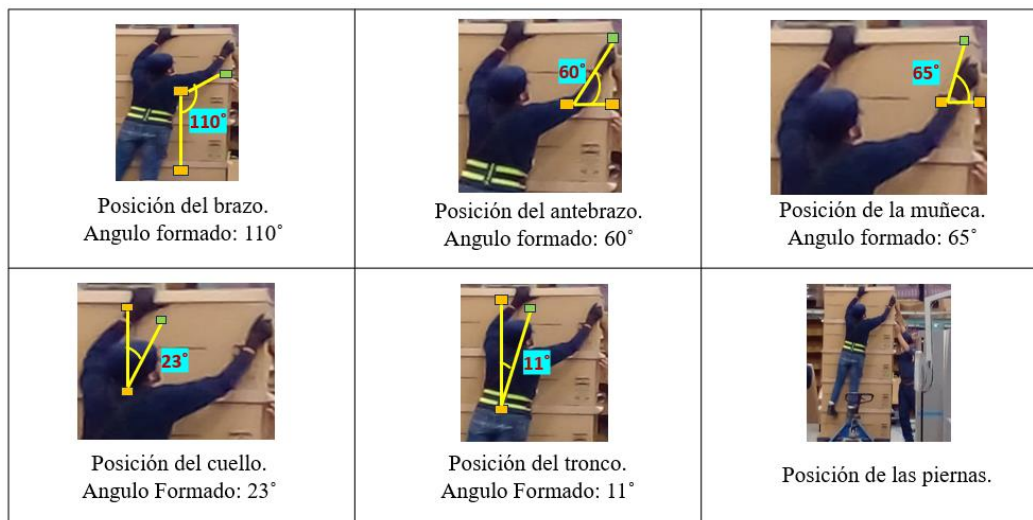 110˚
Posición del brazo.
Angulo formado: 110˚
60˚
Posición del antebrazo.
Angulo formado: 60˚
65˚
Posición de la muñeca.
Angulo formado: 65˚
23˚
Posición del cuello.
Angulo Formado: 23˚
11˚
Posición del tronco.
Angulo Formado: 11˚
Posición de las piernas.